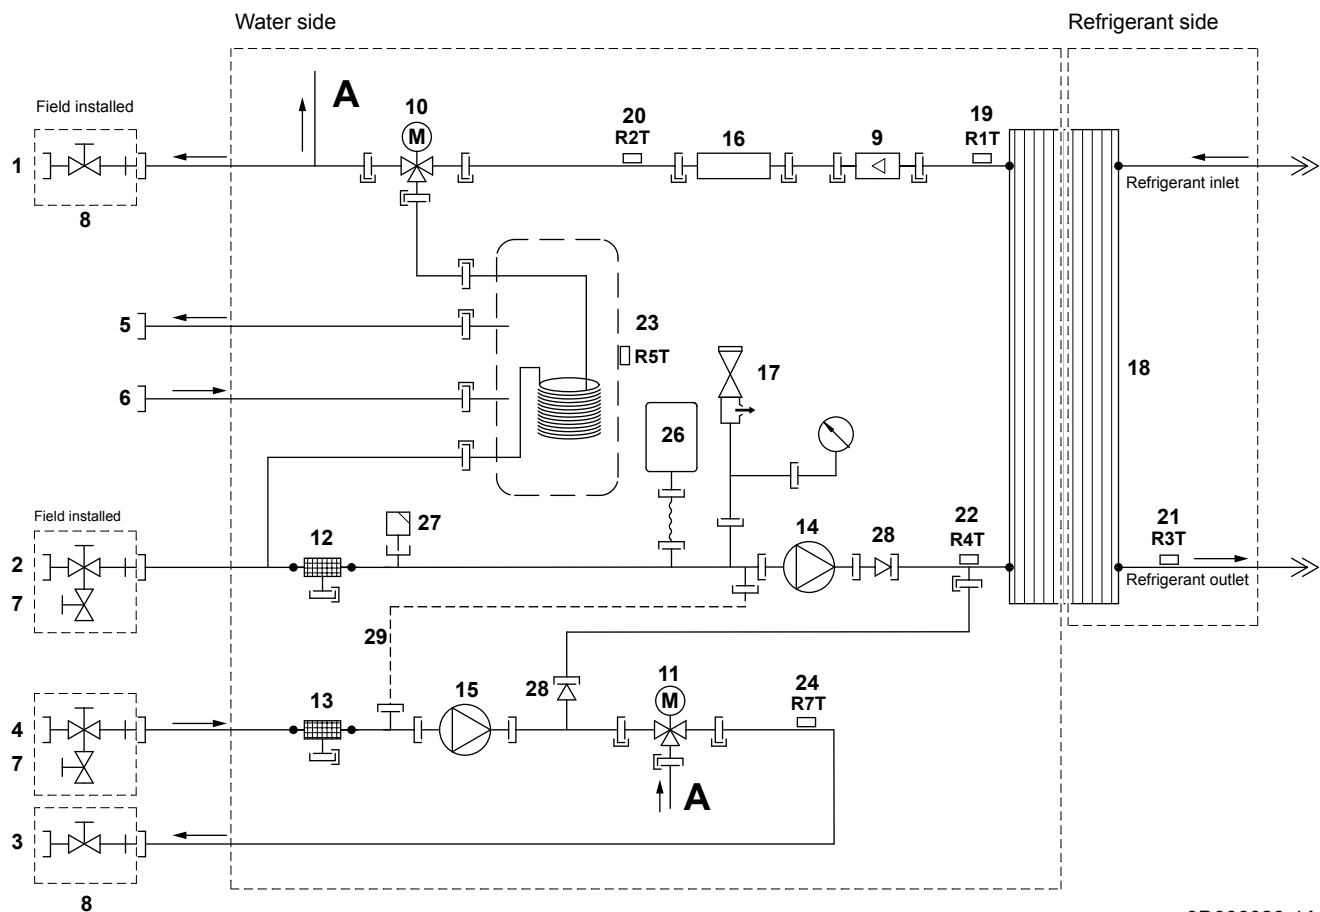 Water side
Refrigerant side
Field installed
A
10
M
20
R2T
16
9
19
R1T
1
8
Refrigerant inlet
5
23
R5T
17
18
6
26
Field installed
27
12
14
28
22
R4T
21
R3T
2
7
Refrigerant outlet
29
13
15
28
11
M
24
R7T
4
7
A
3
8